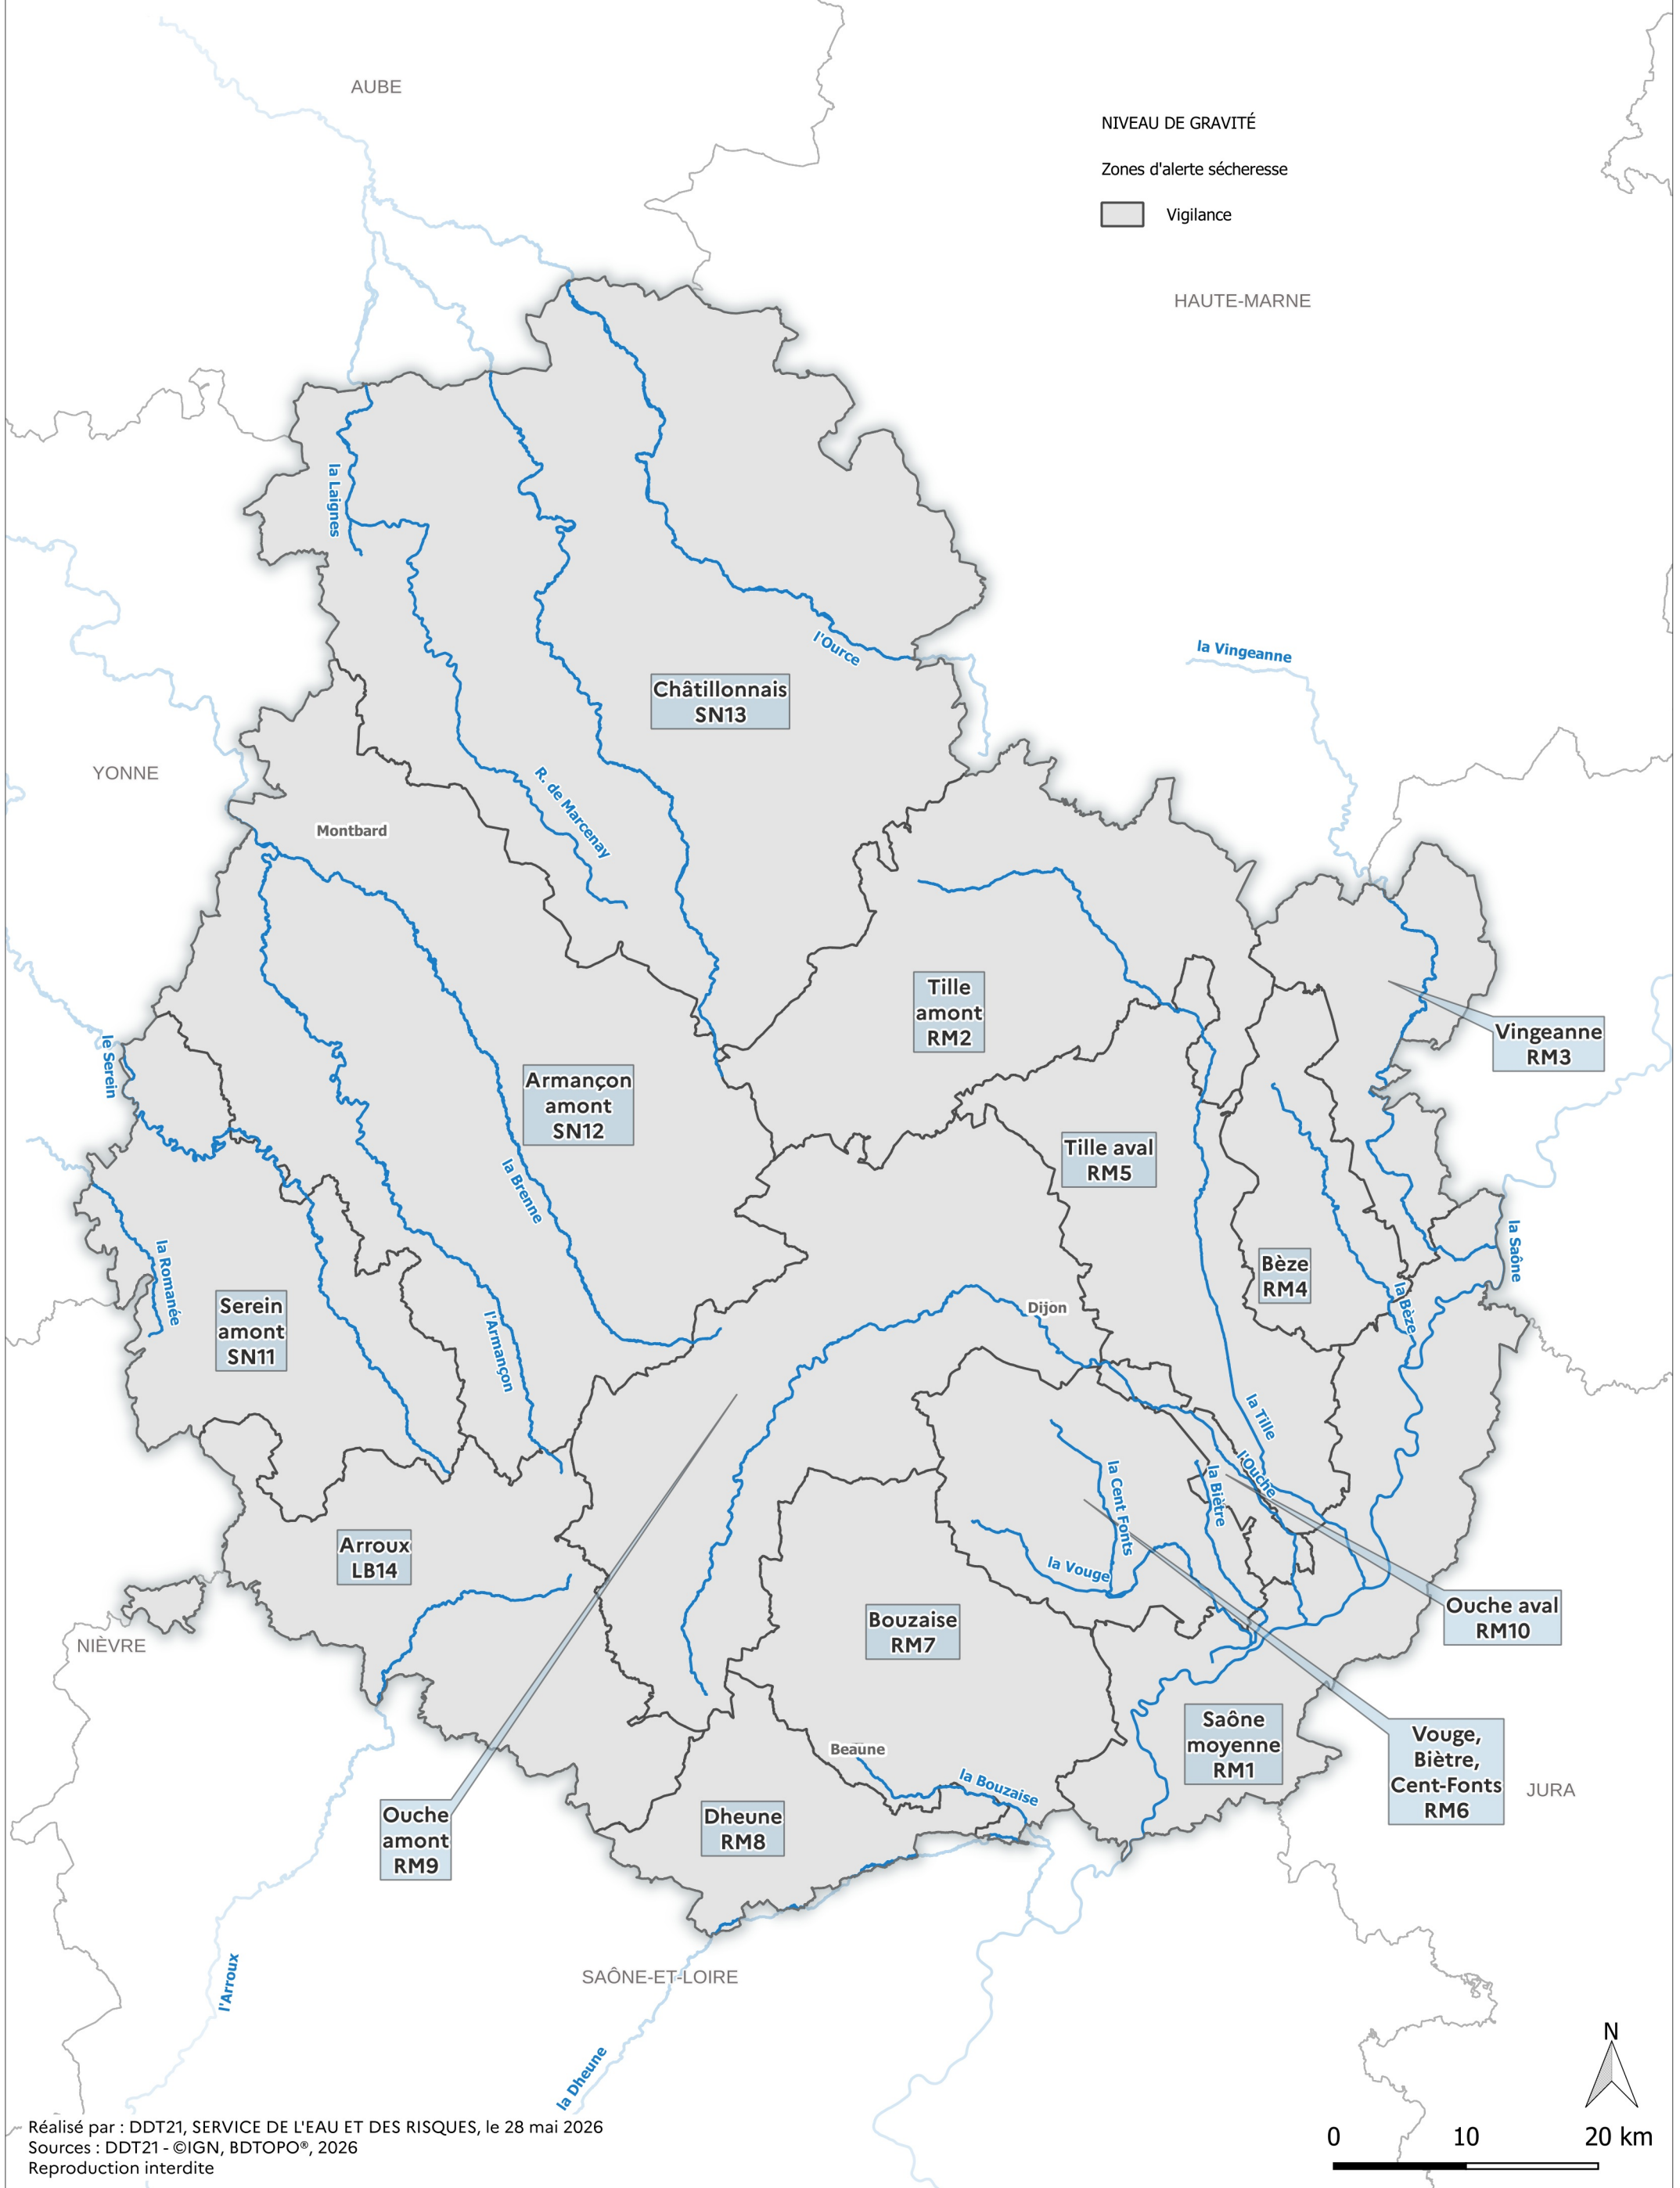 AUBE
NIVEAU DE GRAVITÉ
Zones d'alerte sécheresse
Vigilance
HAUTE-MARNE
la Laignes
l'Ource
la Vingeanne
Châtillonnais
SN13
YONNE
R. de Marcenay
Montbard
Tille
amont
RM2
Vingeanne
RM3
le Serein
Armançon
amont
SN12
Tille aval
RM5
la Brenne
la Romanée
la Saône
Bèze
RM4
la Bèze
Serein
amont
SN11
l'Armançon
Dijon
la Tille
l'Ouche
la Cent Fonts
la Biètre
Arroux
LB14
la Vouge
NIÈVRE
Bouzaise
RM7
Ouche aval
RM10
Saône
moyenne
RM1
Vouge,
Biètre,
Cent-Fonts
RM6
JURA
Beaune
la Bouzaise
Ouche
amont
RM9
Dheune
RM8
l'Arroux
SAÔNE-ET-LOIRE
la Dheune
N
0 10 20 km
Réalisé par : DDT21, SERVICE DE L'EAU ET DES RISQUES, le 28 mai 2026
Sources : DDT21 - ©IGN, BDTOPO®, 2026
Reproduction interdite